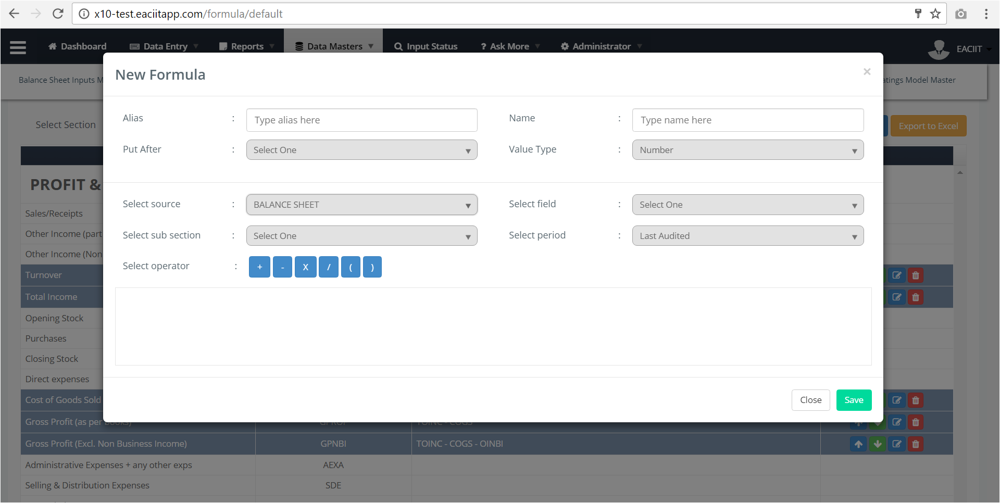 x10-test.eaciitapp.com/formula/default
Dashboard Data Entry Reports Data Masters Input Status ? Ask More Administrator EACIIT
Balance Sheet Inputs Model Master
New Formula ×
Alias : Type alias here Name : Type name here
Put After : Select One Value Type : Number
Select source : BALANCE SHEET Select field : Select One
Select sub section : Select One Select period : Last Audited
Select operator : + - X / ( )
Close Save
Select Section Export to Excel
PROFIT &
Sales/Receipts
Other Income (part
Other Income (Non
Turnover
Total Income
Opening Stock
Purchases
Closing Stock
Direct expenses
Cost of Goods Sold
Gross Profit (as per books) GPROF TOINC - COGS
Gross Profit (Excl. Non Business Income) GPNBI TOINC - COGS - OINBI
Administrative Expenses + any other exps AEXA
Selling & Distribution Expenses SDE